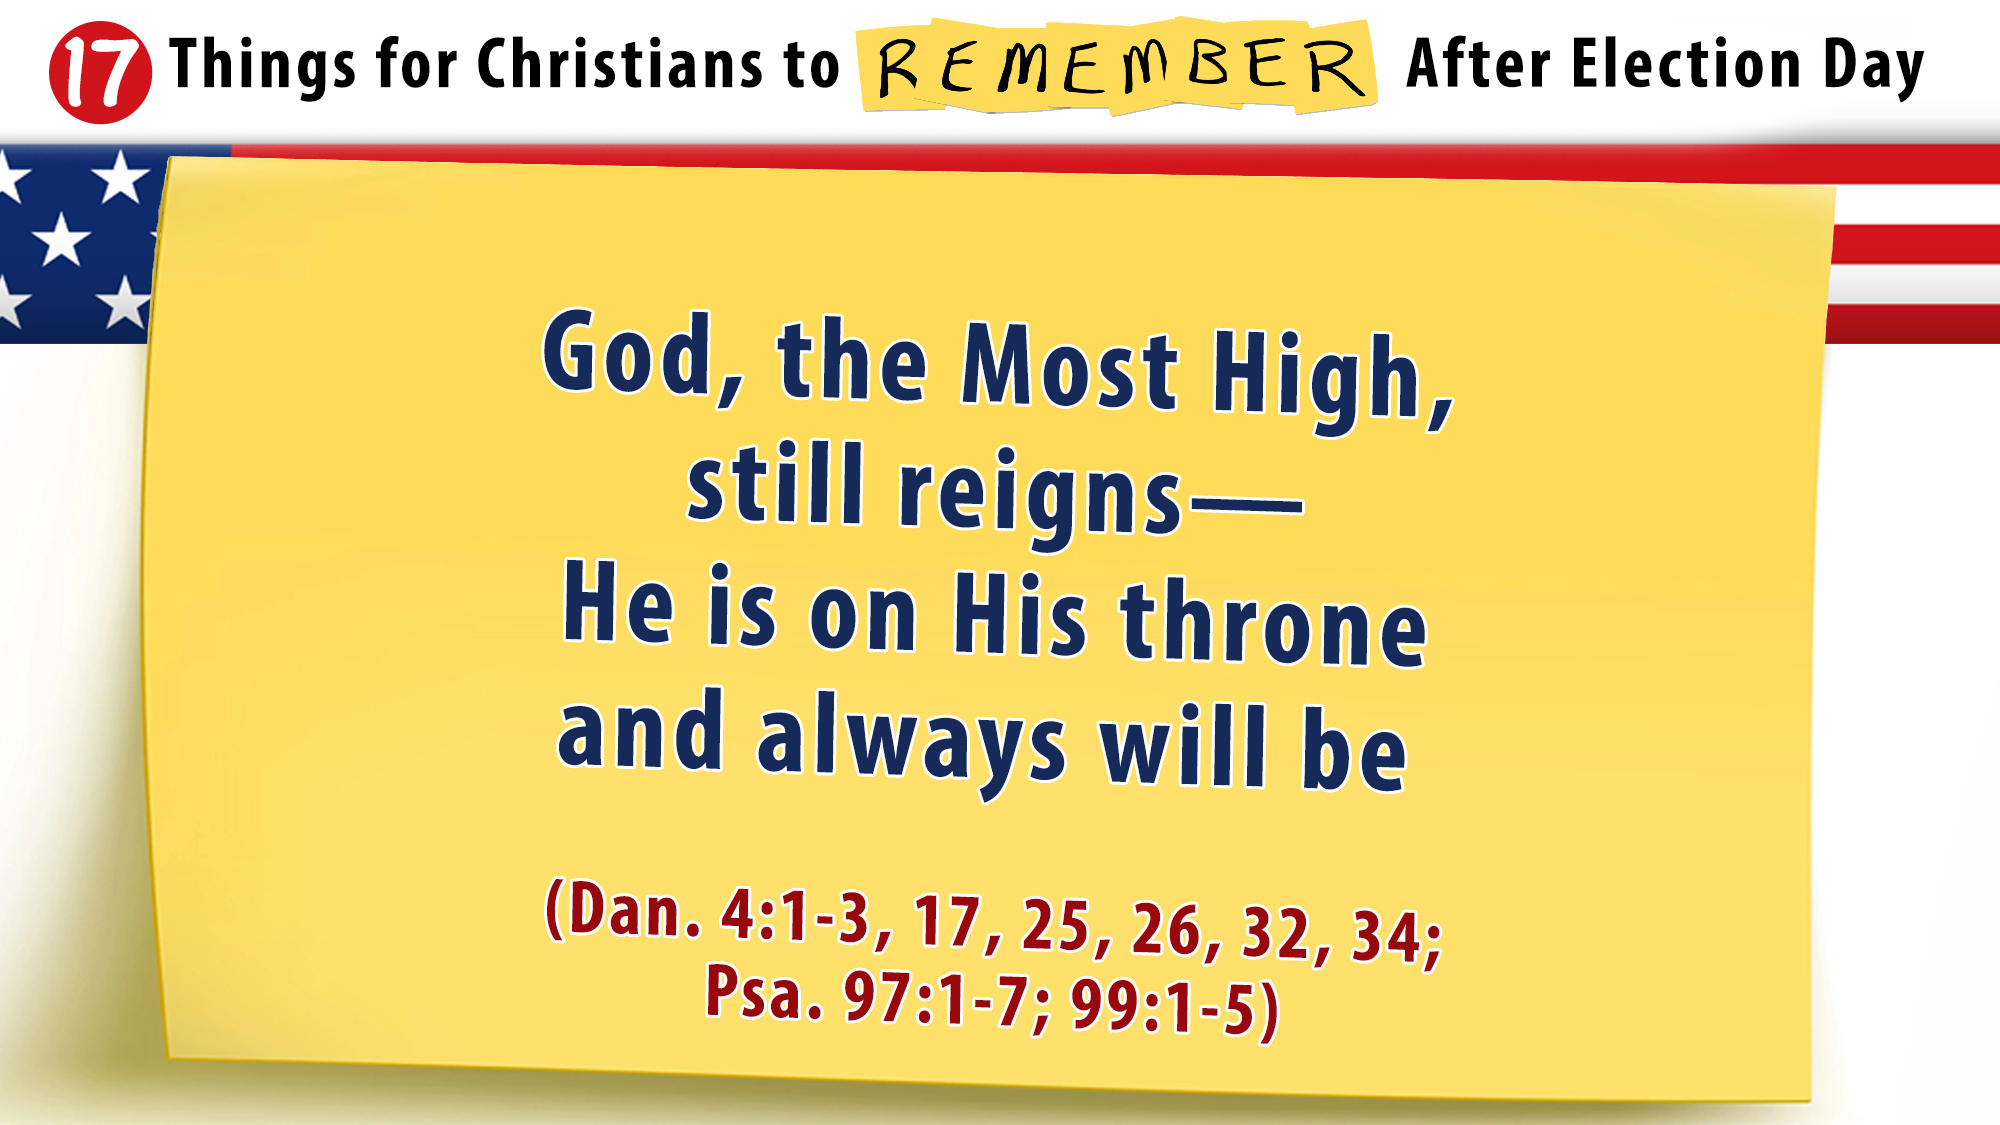 17 Things for Christians to REMEMBER After Election Day
God, the Most High,
still reigns—
He is on His throne
and always will be
(Dan. 4:1-3, 17, 25, 26, 32, 34;
Psa. 97:1-7; 99:1-5)